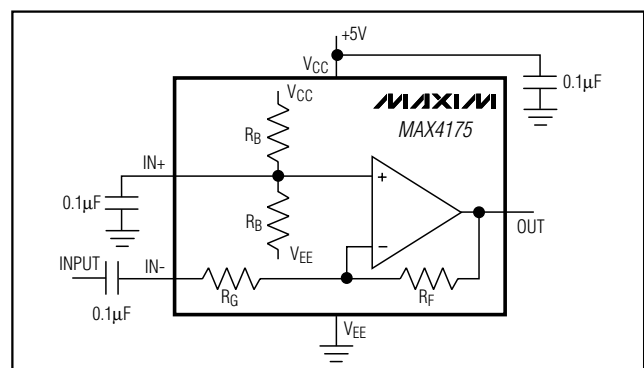 +5V
VCC
0.1µF
VCC
MAXIM
MAX4175
RB
IN+
+
0.1µF
RB
OUT
VEE
−
INPUT
IN-
RG
RF
0.1µF
VEE